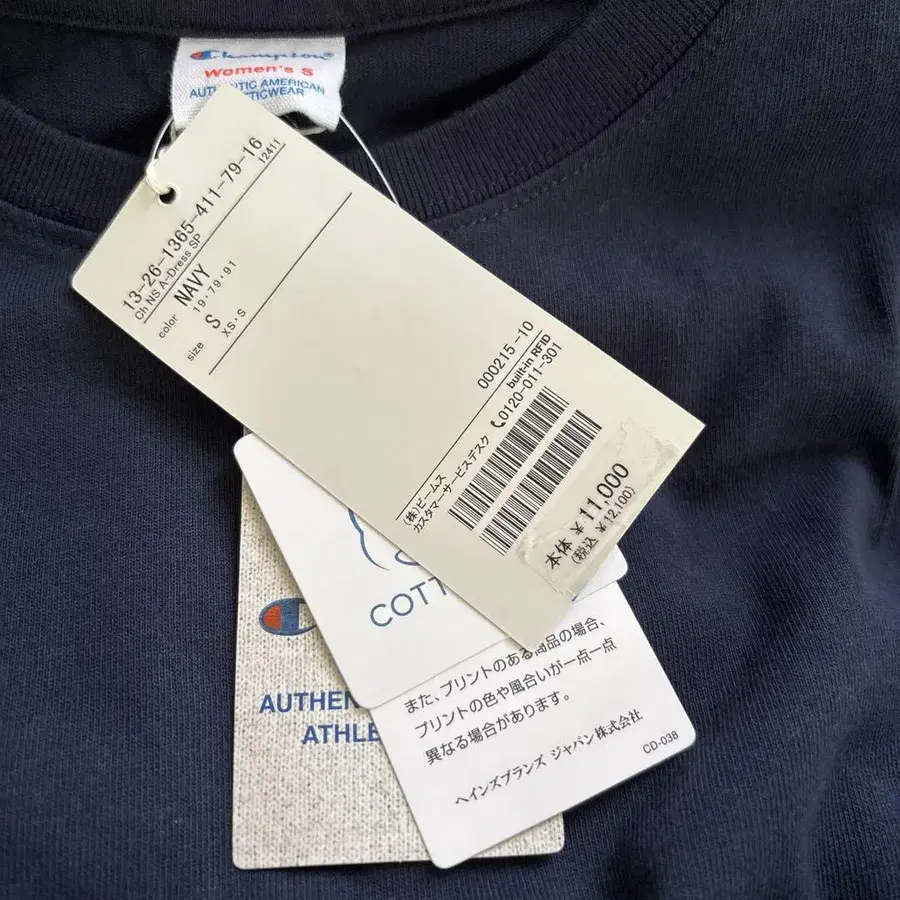 Champion®
Women's S
AUTHENTIC AMERICAN
13-26-1365-411-79-16
12411
Ch NS A-Dress SP
color NAVY
19・79・91
size S
XS・S
000215-10
built-in RFID
0120-011-301
(株)ビームス
カスタマーサービスデスク
本体 ¥11,000
(税込 ¥12,100)
COTT
AUTHEN
ATHLE
また、プリントのある商品の場合、
プリントの色や風合いが一点一点
異なる場合があります。
ヘインズブランズ ジャパン株式会社
CD-038